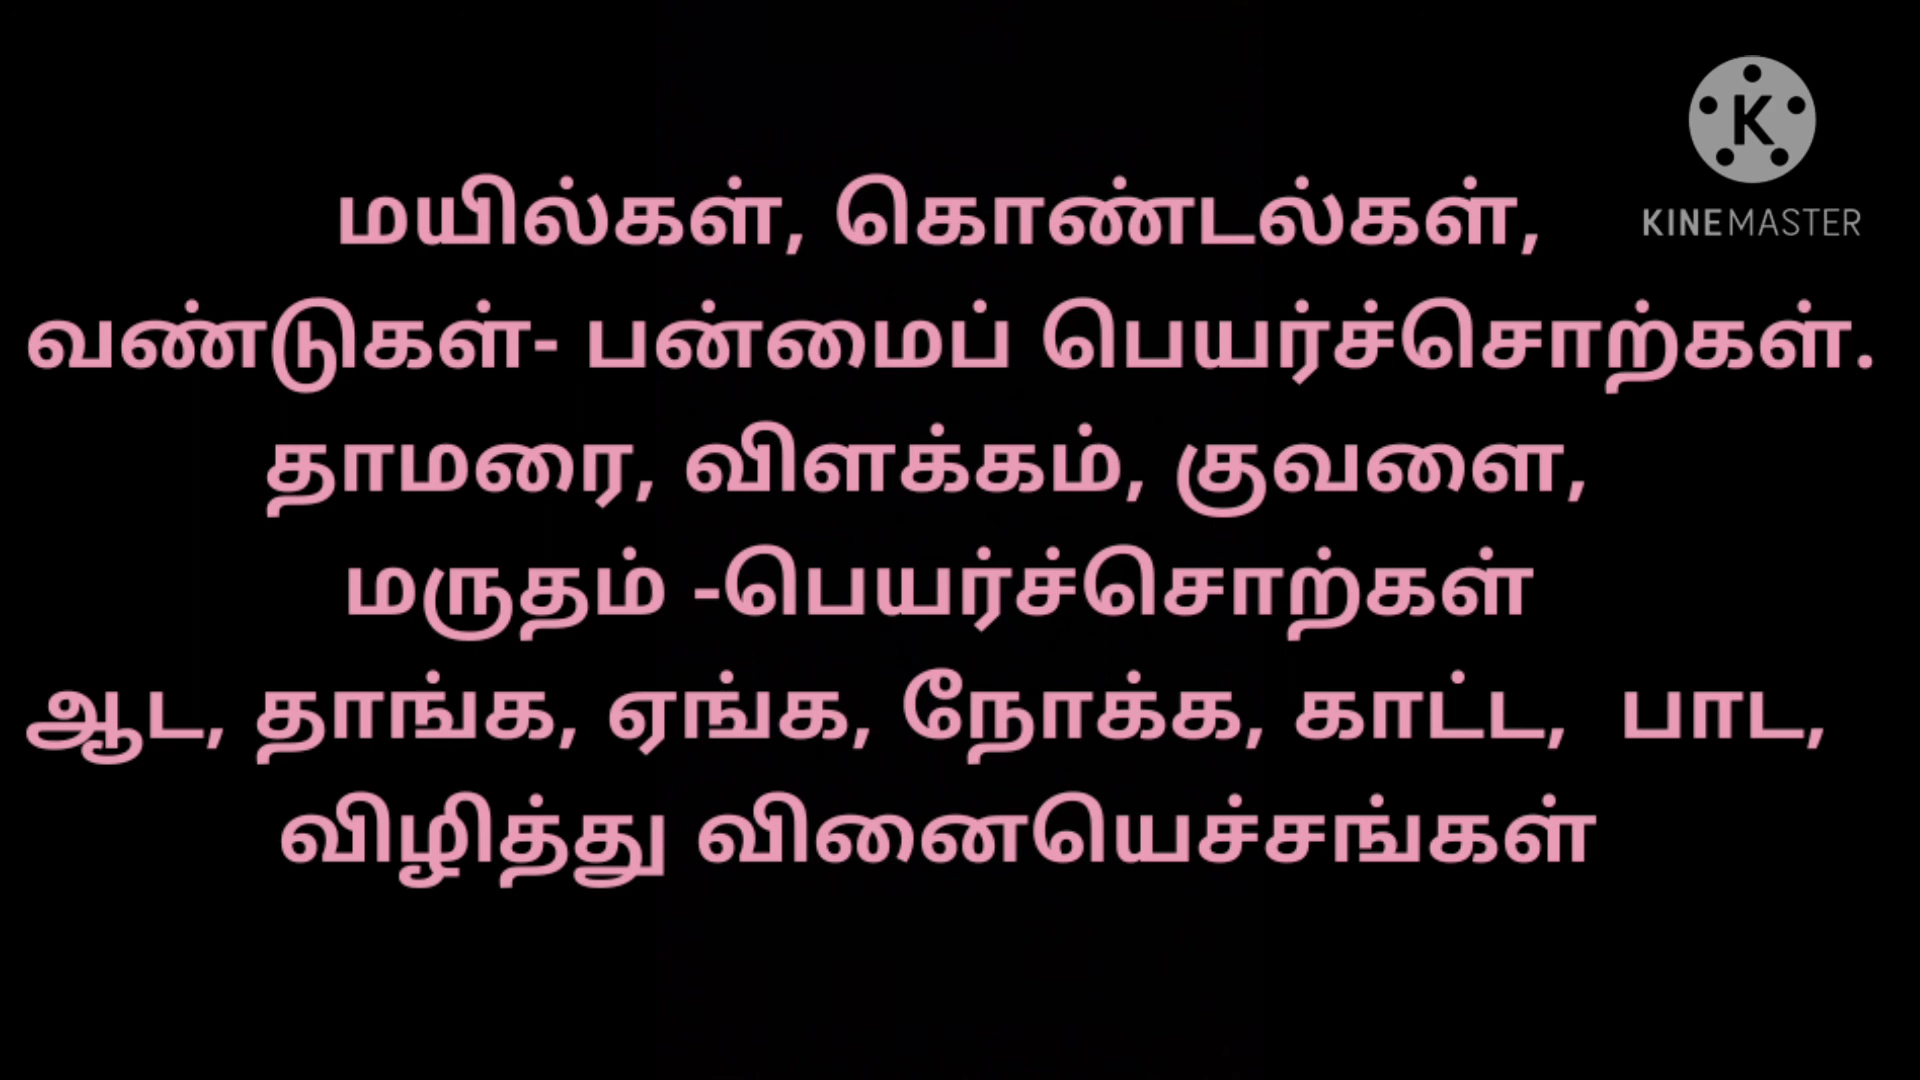 மயில்கள், கொண்டல்கள்,
வண்டுகள்- பன்மைப் பெயர்ச்சொற்கள்.
தாமரை, விளக்கம், குவளை,
மருதம் -பெயர்ச்சொற்கள்
ஆட, தாங்க, ஏங்க, நோக்க, காட்ட, பாட,
விழித்து வினையெச்சங்கள்
K
KINEMASTER